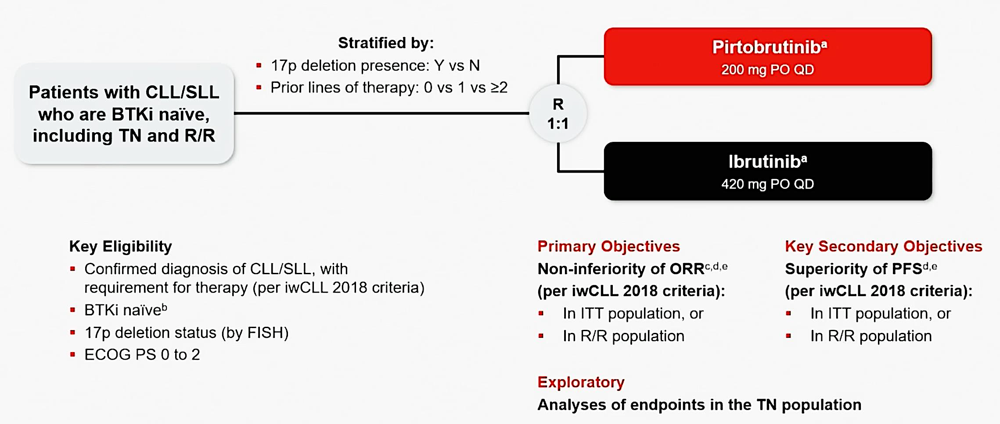 Stratified by:
▪ 17p deletion presence: Y vs N
▪ Prior lines of therapy: 0 vs 1 vs ≥2
Patients with CLL/SLL
who are BTKi naïve,
including TN and R/R
R
1:1
Pirtobrutinibᵃ
200 mg PO QD
Ibrutinibᵃ
420 mg PO QD
Key Eligibility
▪ Confirmed diagnosis of CLL/SLL, with
requirement for therapy (per iwCLL 2018 criteria)
▪ BTKi naïveᵇ
▪ 17p deletion status (by FISH)
▪ ECOG PS 0 to 2
Primary Objectives
Non-inferiority of ORRᶜ,ᵈ,ᵉ
(per iwCLL 2018 criteria):
▪ In ITT population, or
▪ In R/R population
Key Secondary Objectives
Superiority of PFSᵈ,ᵉ
(per iwCLL 2018 criteria):
▪ In ITT population, or
▪ In R/R population
Exploratory
Analyses of endpoints in the TN population